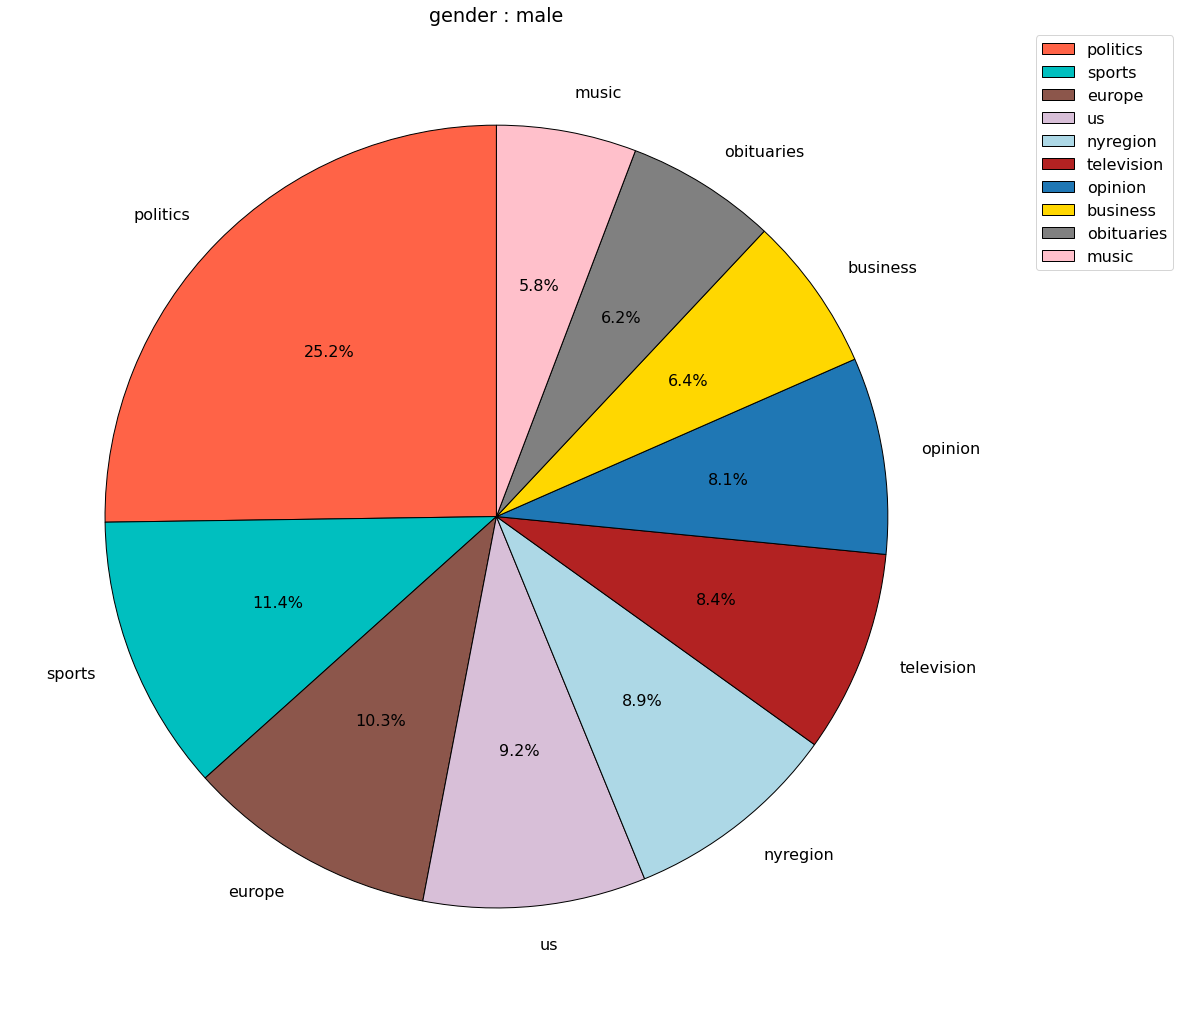 gender : male
politics
sports
europe
us
nyregion
television
opinion
business
obituaries
music
music
obituaries
politics
business
5.8%
6.2%
25.2%
6.4%
opinion
8.1%
11.4%
8.4%
sports
television
8.9%
10.3%
9.2%
nyregion
europe
us